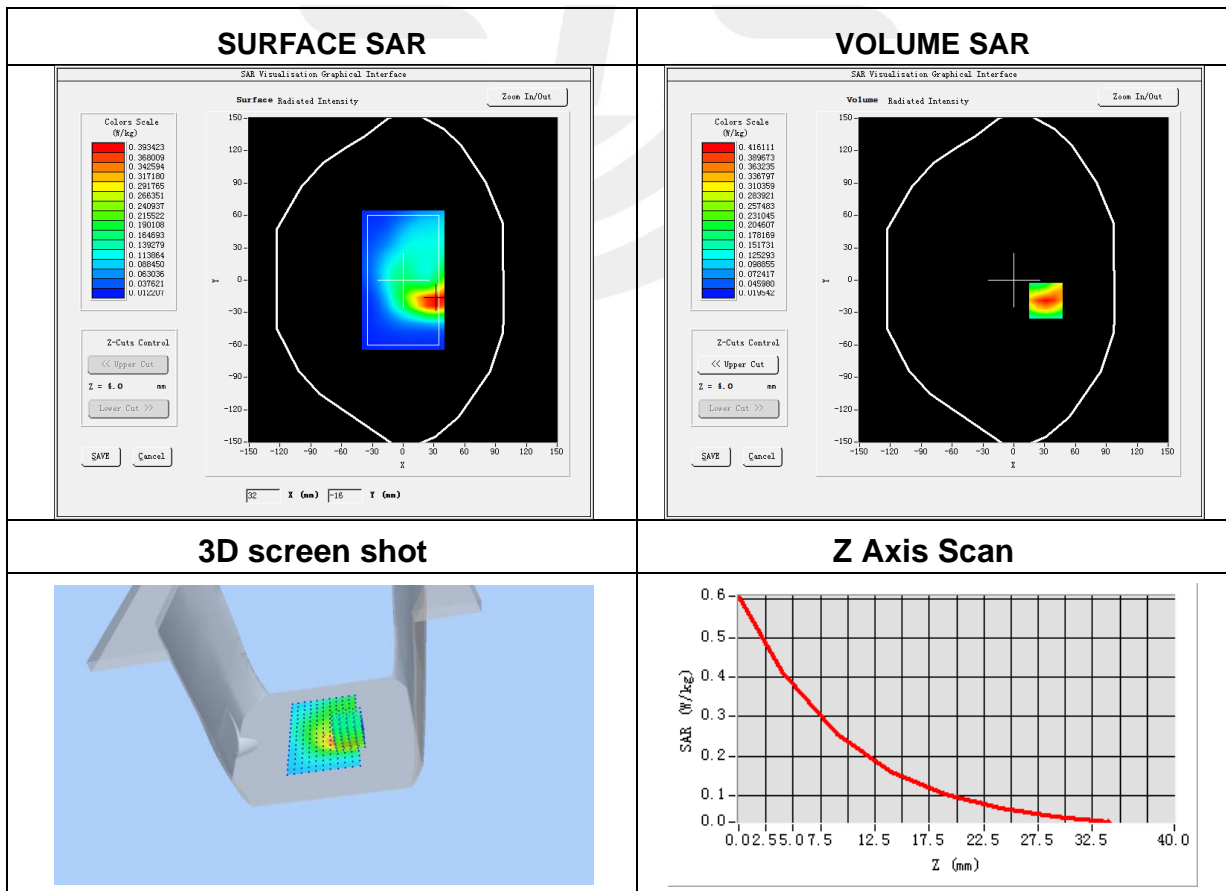 SURFACE SAR
VOLUME SAR
SAR Visualisation Graphical Interface
Surface Radiated Intensity
Zoom In/Out
Colors Scale
(W/kg)
0.393423
0.368009
0.342594
0.317180
0.291765
0.266351
0.240937
0.215522
0.190108
0.164693
0.139279
0.113864
0.088450
0.063036
0.037621
0.012207
Z-Cuts Control
<< Upper Cut
Z = 4.0 mm
Lower Cut >>
SAVE Cancel
150
120
90
60
30
0
-30
-60
-90
-120
-150
Y
-150 -120 -90 -60 -30 0 30 60 90 120 150
X
32 X (mm) -16 Y (mm)
SAR Visualisation Graphical Interface
Volume Radiated Intensity
Zoom In/Out
Colors Scale
(W/kg)
0.416111
0.389673
0.363235
0.336797
0.310359
0.283921
0.257483
0.231045
0.204607
0.178169
0.151731
0.125293
0.098855
0.072417
0.045980
0.019542
Z-Cuts Control
<< Upper Cut
Z = 4.0 mm
Lower Cut >>
SAVE Cancel
150
120
90
60
30
0
-30
-60
-90
-120
-150
Y
-150 -120 -90 -60 -30 0 30 60 90 120 150
X
3D screen shot
Z Axis Scan
0.6
0.5
0.4
0.3
0.2
0.1
0.0
SAR (W/kg)
0.0 2.5 5.0 7.5 12.5 17.5 22.5 27.5 32.5 40.0
Z (mm)